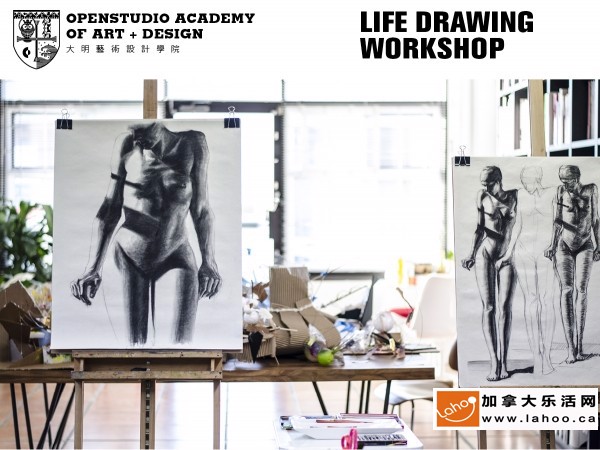 OPENSTUDIO ACADEMY
OF ART + DESIGN
大明藝術設計學院
LIFE DRAWING
WORKSHOP
Lahoo
加拿大乐活网
www.lahoo.ca